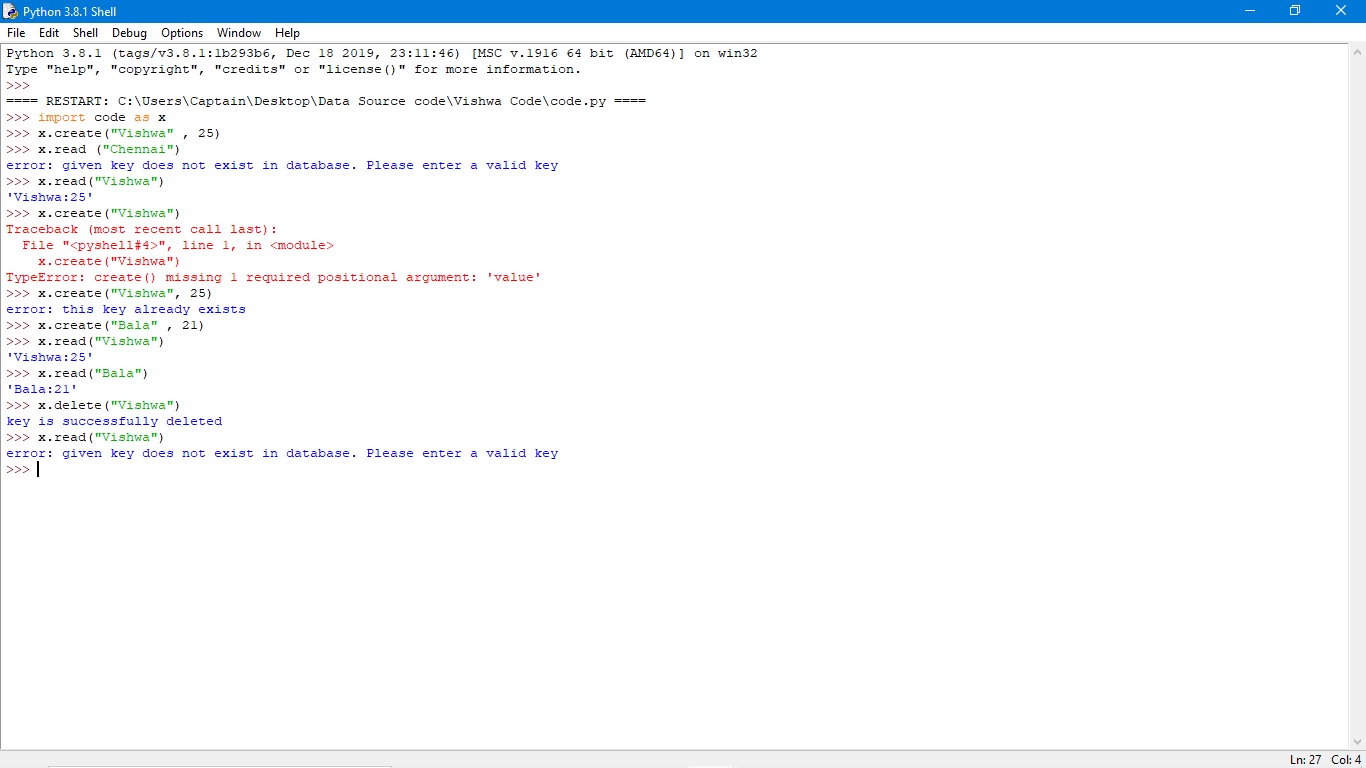 Python 3.8.1 Shell
File Edit Shell Debug Options Window Help
Python 3.8.1 (tags/v3.8.1:1b293b6, Dec 18 2019, 23:11:46) [MSC v.1916 64 bit (AMD64)] on win32
Type "help", "copyright", "credits" or "license()" for more information.
>>>
==== RESTART: C:\Users\Captain\Desktop\Data Source code\Vishwa Code\code.py ====
>>> import code as x
>>> x.create("Vishwa" , 25)
>>> x.read ("Chennai")
error: given key does not exist in database. Please enter a valid key
>>> x.read("Vishwa")
'Vishwa:25'
>>> x.create("Vishwa")
Traceback (most recent call last):
  File "<pyshell#4>", line 1, in <module>
    x.create("Vishwa")
TypeError: create() missing 1 required positional argument: 'value'
>>> x.create("Vishwa", 25)
error: this key already exists
>>> x.create("Bala" , 21)
>>> x.read("Vishwa")
'Vishwa:25'
>>> x.read("Bala")
'Bala:21'
>>> x.delete("Vishwa")
key is successfully deleted
>>> x.read("Vishwa")
error: given key does not exist in database. Please enter a valid key
>>>
Ln: 27 Col: 4